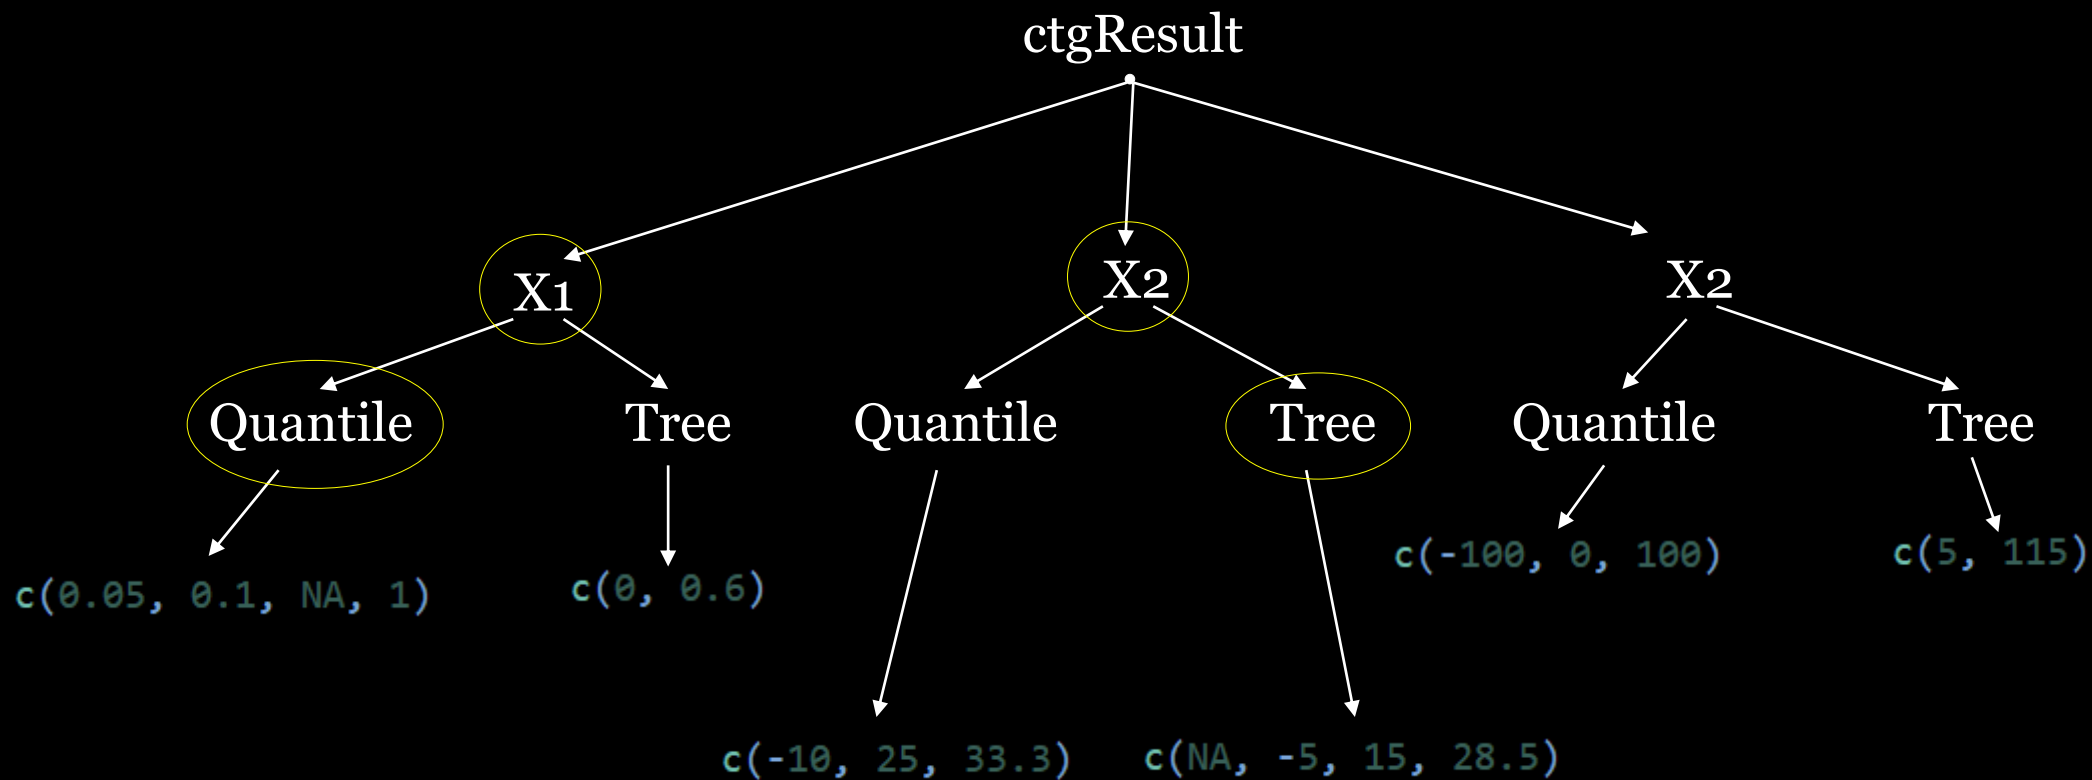 ctgResult
X1
X2
X2
Quantile
Tree
Quantile
Tree
Quantile
Tree
c(0.05, 0.1, NA, 1)
c(0, 0.6)
c(-100, 0, 100)
c(5, 115)
c(-10, 25, 33.3)
c(NA, -5, 15, 28.5)